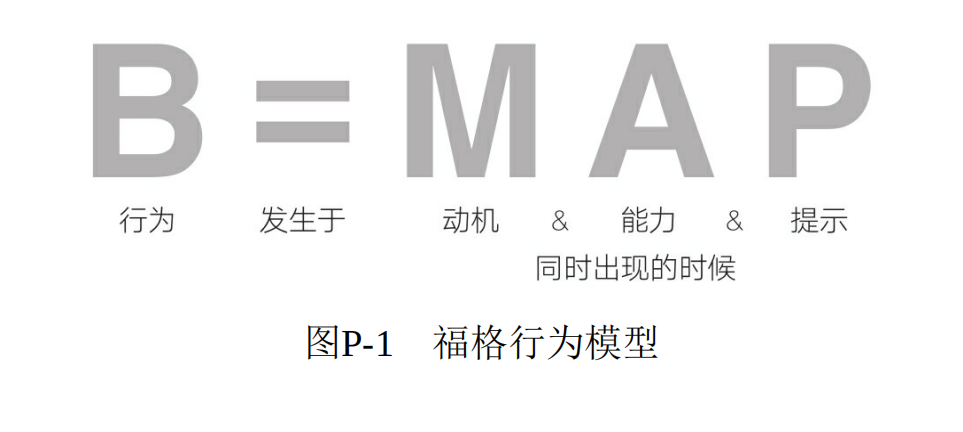 B = M A P
行为 发生于 动机 & 能力 & 提示
同时出现的时候
图P-1 福格行为模型